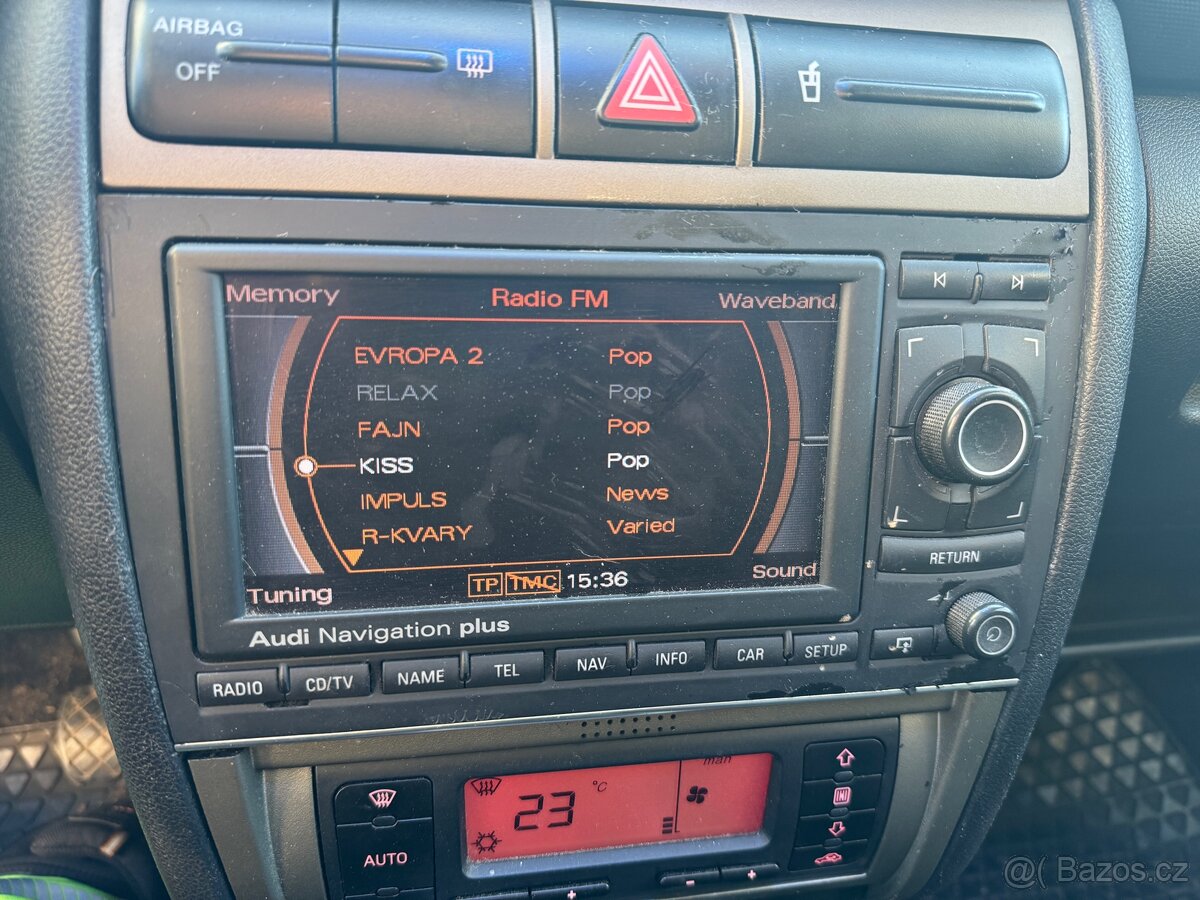 AIRBAG
OFF
Memory Radio FM Waveband
EVROPA 2 Pop
RELAX Pop
FAJN Pop
KISS Pop
IMPULS News
R-KVARY Varied
TP TMC 15:36
Tuning Sound
Audi Navigation plus
RETURN
RADIO CD/TV NAME TEL NAV INFO CAR SETUP
man
23 °C
AUTO
- +
+
@( Bazos.cz